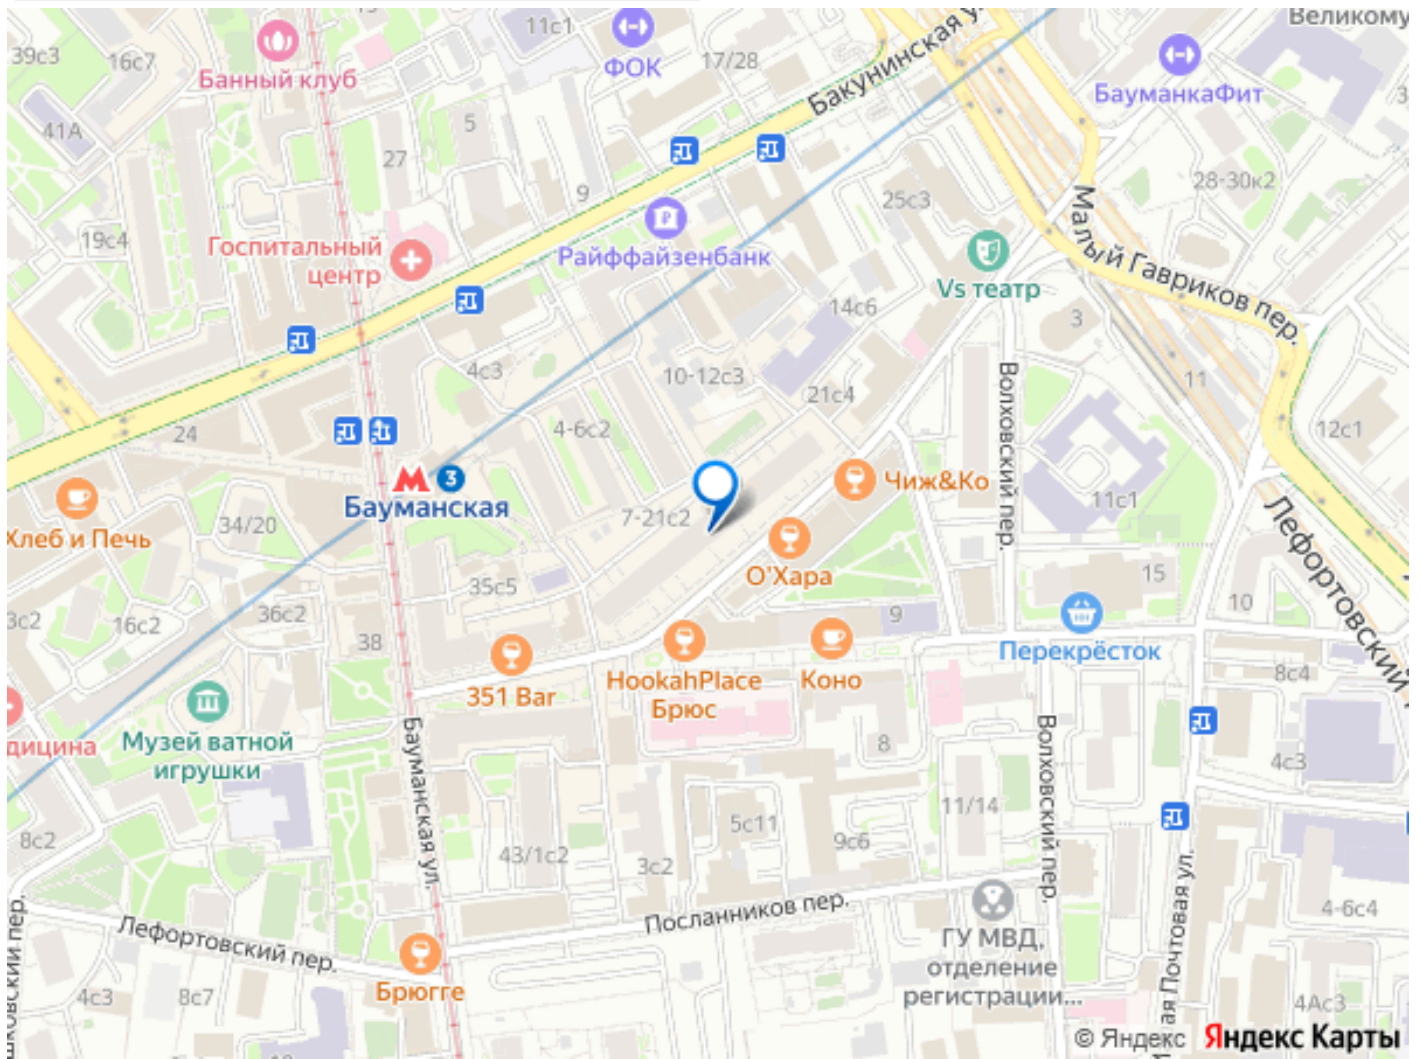 Великому
11с1
39с3
16с7
Банный клуб
ФОК
17/28
Бакунинская у
БауманкаФит
41А
5
27
9
25с3
28-30к2
19с4
Госпитальный
центр
Райффайзенбанк
Малый Гавриков пер.
Vs театр
14с6
3
4с3
10-12с3
11
21с4
Волховский пер.
24
4-6с2
12с1
3
Бауманская
Чиж&Ко
11с1
Хлеб и Печь
34/20
7-21с2
О'Хара
Лефортовский
35с5
15
3с2
16с2
36с2
38
9
10
Перекрёсток
351 Bar
HookahPlace
Брюс
Коно
8с4
дицина
Музей ватной
игрушки
Бауманская ул.
8
Волховский пер.
4с3
8с2
43/1с2
3с2
5с11
9с6
11/14
Посланников пер.
4-6с4
Лефортовский пер.
ГУ МВД,
отделение
регистрации...
ая Почтовая ул.
Брюгге
4с3
8с7
4Ас3
© Яндекс Яндекс Карты